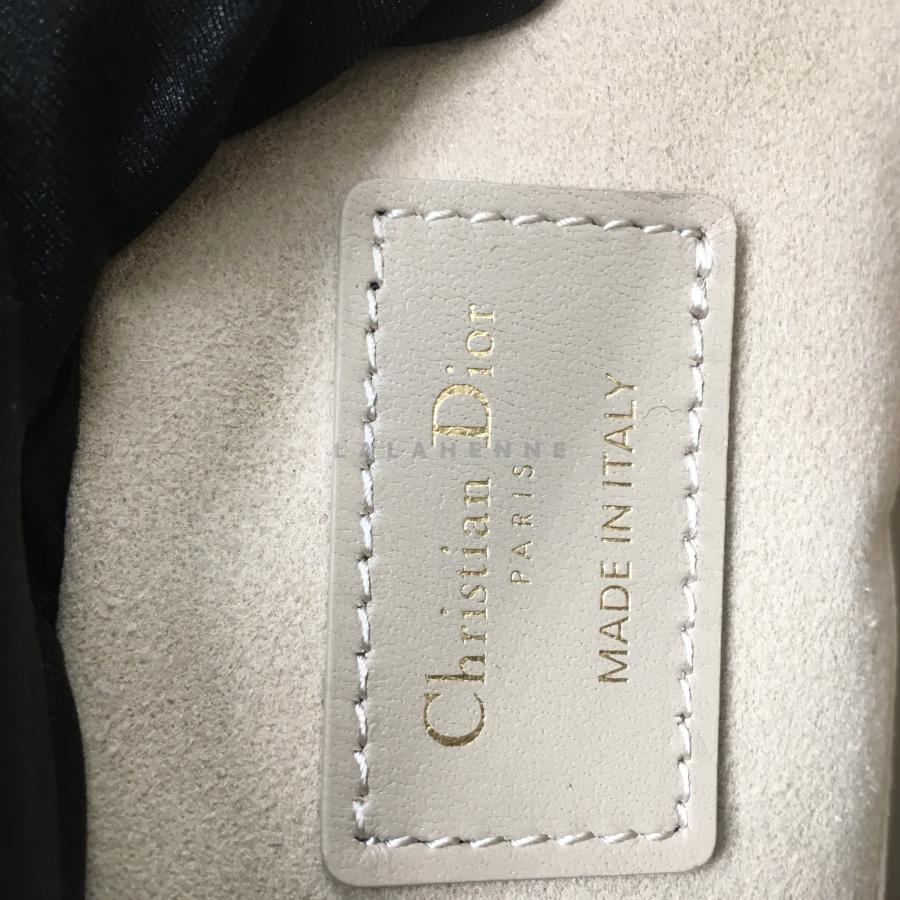 Christian Dior
PARIS
MADE IN ITALY
LALAHENNE